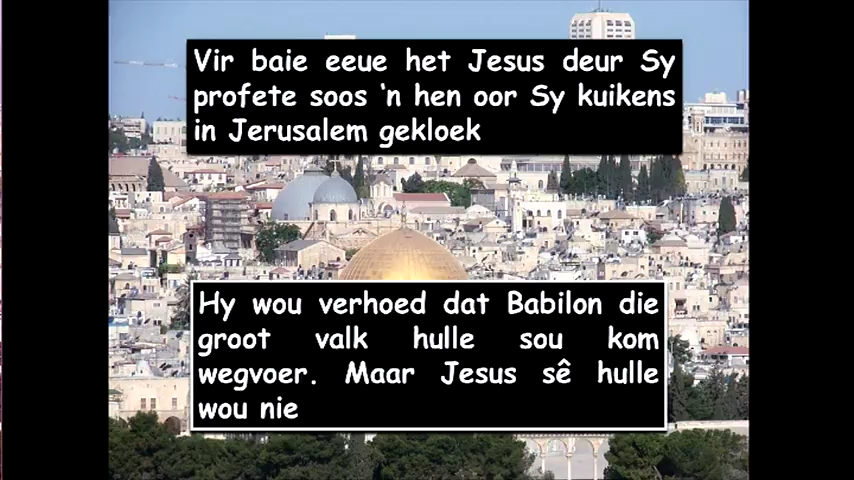 Vir baie eeue het Jesus deur Sy
profete soos ‘n hen oor Sy kuikens
in Jerusalem gekloek
Hy wou verhoed dat Babilon die
groot valk hulle sou kom
wegvoer. Maar Jesus sê hulle
wou nie